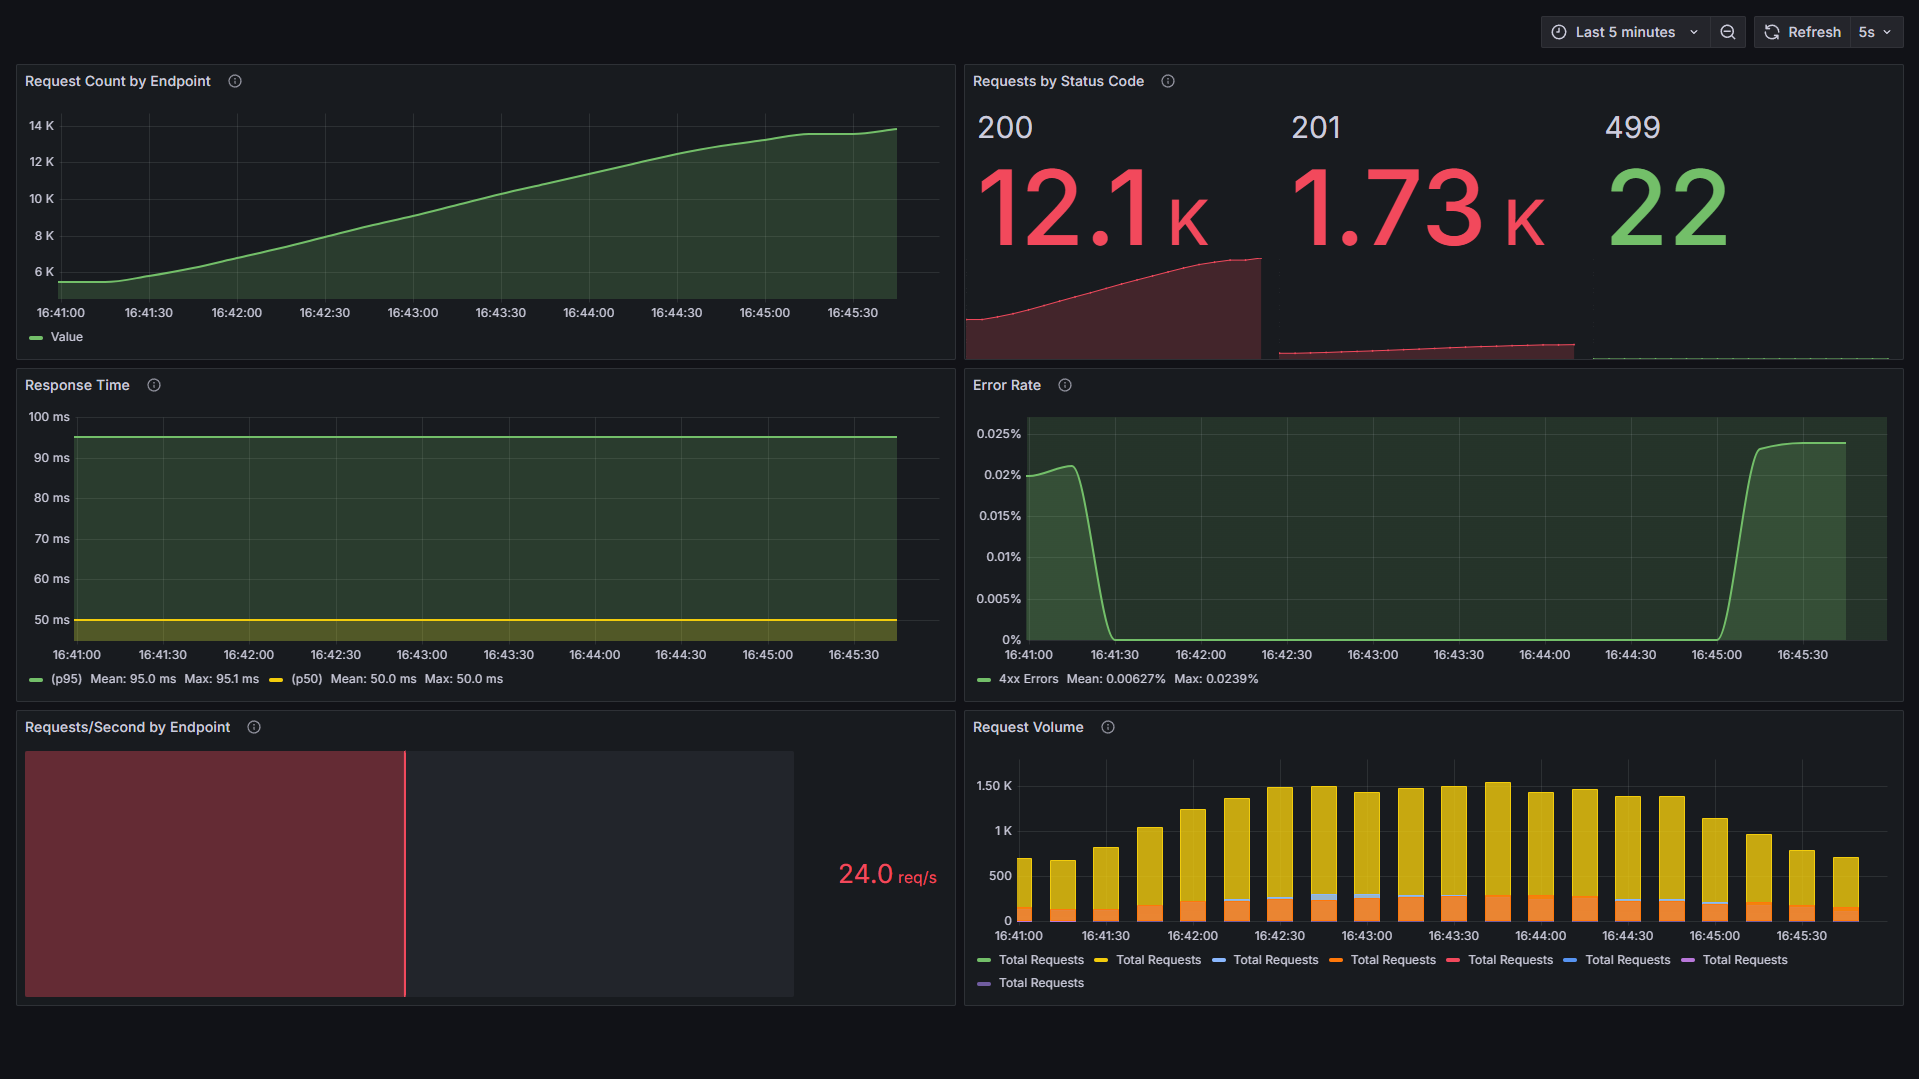 Last 5 minutes
Refresh 5s
Request Count by Endpoint
14 K
12 K
10 K
8 K
6 K
16:41:00 16:41:30 16:42:00 16:42:30 16:43:00 16:43:30 16:44:00 16:44:30 16:45:00 16:45:30
Value
Requests by Status Code
200 201 499
12.1 K 1.73 K 22
Response Time
100 ms
90 ms
80 ms
70 ms
60 ms
50 ms
16:41:00 16:41:30 16:42:00 16:42:30 16:43:00 16:43:30 16:44:00 16:44:30 16:45:00 16:45:30
(p95) Mean: 95.0 ms Max: 95.1 ms (p50) Mean: 50.0 ms Max: 50.0 ms
Error Rate
0.025%
0.02%
0.015%
0.01%
0.005%
0%
16:41:00 16:41:30 16:42:00 16:42:30 16:43:00 16:43:30 16:44:00 16:44:30 16:45:00 16:45:30
4xx Errors Mean: 0.00627% Max: 0.0239%
Requests/Second by Endpoint
24.0 req/s
Request Volume
1.50 K
1 K
500
0
16:41:00 16:41:30 16:42:00 16:42:30 16:43:00 16:43:30 16:44:00 16:44:30 16:45:00 16:45:30
Total Requests Total Requests Total Requests Total Requests Total Requests Total Requests Total Requests
Total Requests